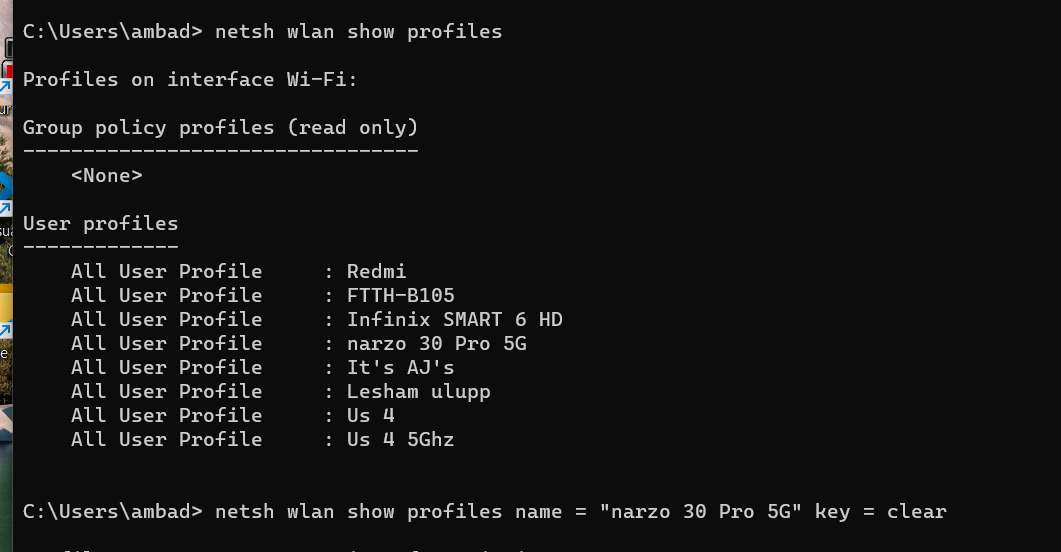 C:\Users\ambad> netsh wlan show profiles
Profiles on interface Wi-Fi:
Group policy profiles (read only)
---------------------------------
<None>
User profiles
-------------
All User Profile     : Redmi
All User Profile     : FTTH-B105
All User Profile     : Infinix SMART 6 HD
All User Profile     : narzo 30 Pro 5G
All User Profile     : It's AJ's
All User Profile     : Lesham ulupp
All User Profile     : Us 4
All User Profile     : Us 4 5Ghz
C:\Users\ambad> netsh wlan show profiles name = "narzo 30 Pro 5G" key = clear